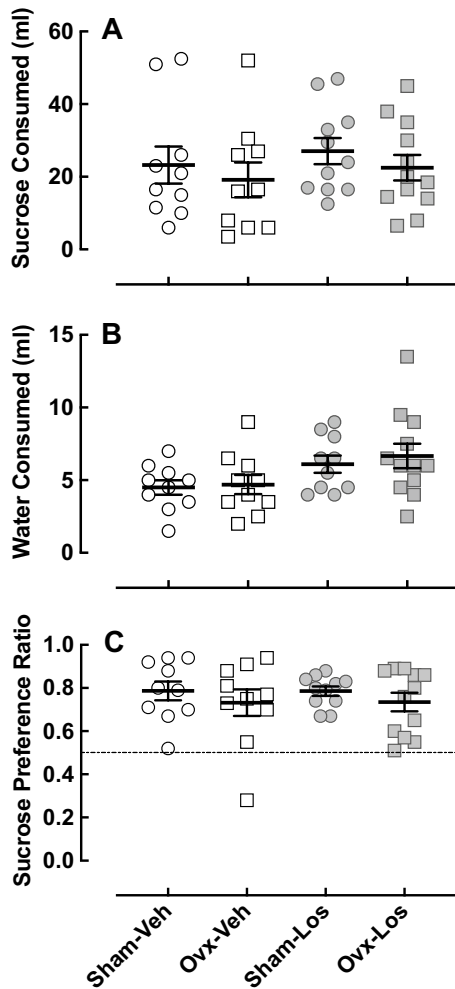 A
Sucrose Consumed (ml)
60
40
20
0
B
Water Consumed (ml)
15
10
5
0
C
Sucrose Preference Ratio
1.0
0.8
0.6
0.4
0.2
0.0
Sham-Veh
Ovx-Veh
Sham-Los
Ovx-Los